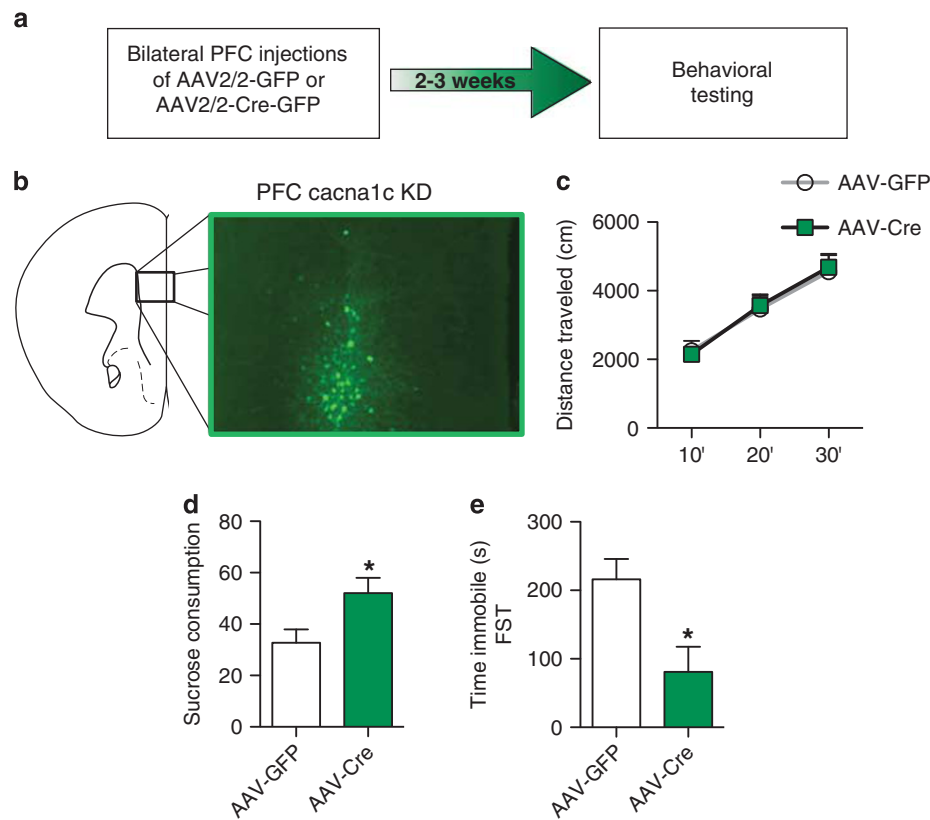 a
Bilateral PFC injections
of AAV2/2-GFP or
AAV2/2-Cre-GFP
2-3 weeks
Behavioral
testing
b
PFC cacna1c KD
c
AAV-GFP
AAV-Cre
Distance traveled (cm)
6000
4000
2000
0
10'
20'
30'
d
Sucrose consumption
80
60
40
20
0
*
AAV-GFP
AAV-Cre
e
Time immobile (s)
FST
300
200
100
0
*
AAV-GFP
AAV-Cre